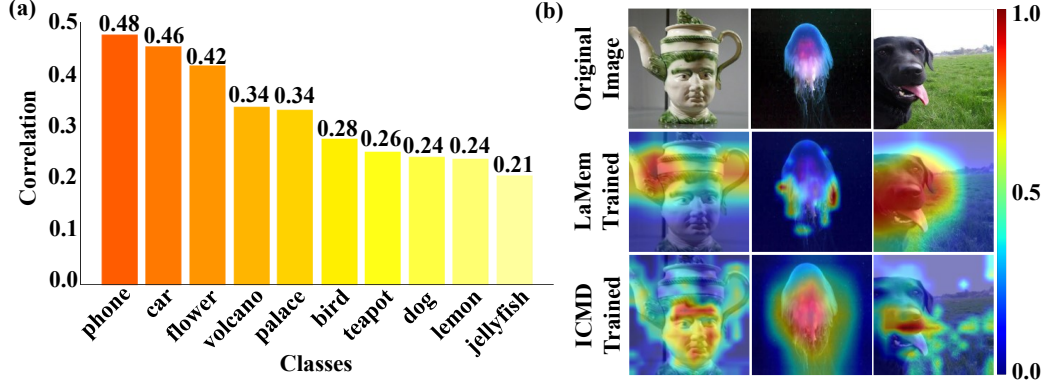 (a)
Correlation
0.5
0.4
0.3
0.2
0.1
0.0
0.48
0.46
0.42
0.34
0.34
0.28
0.26
0.24
0.24
0.21
phone
car
flower
volcano
palace
bird
teapot
dog
lemon
jellyfish
Classes
(b)
Original
Image
LaMem
Trained
ICMD
Trained
1.0
0.5
0.0